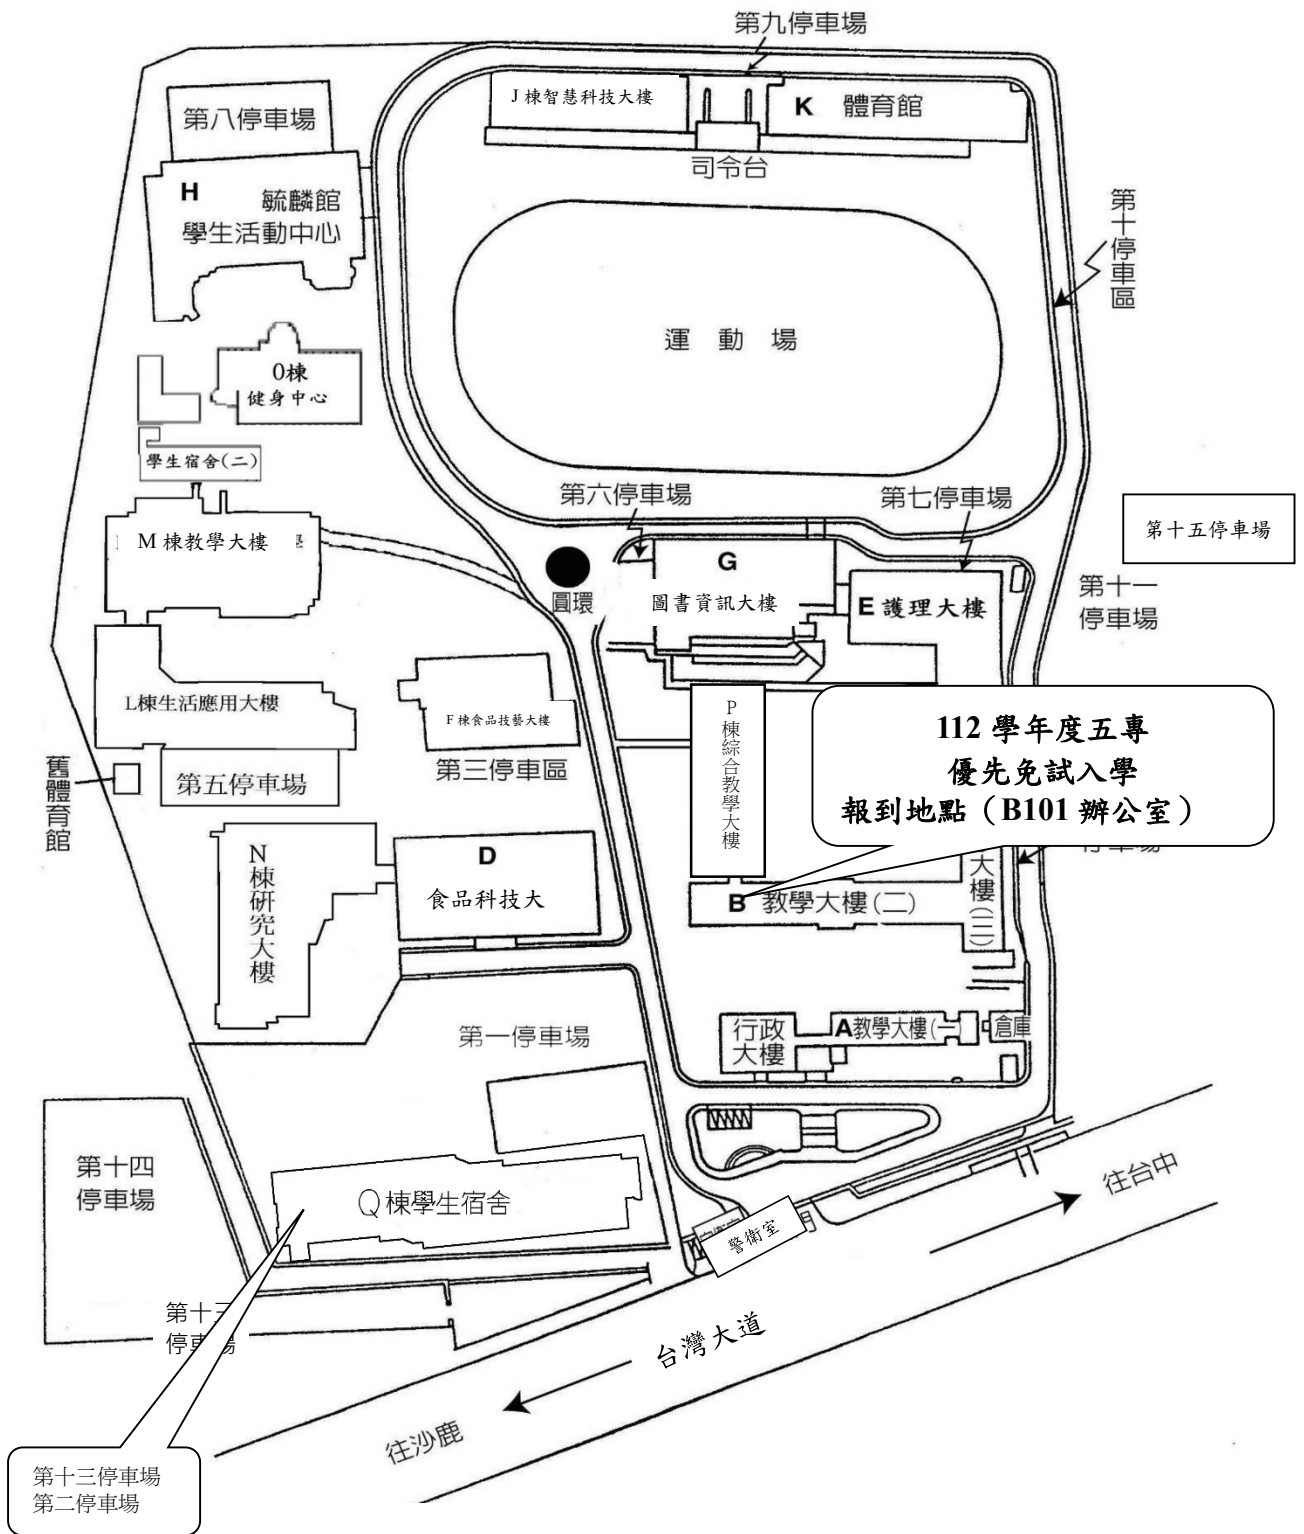 第九停車場
J 棟智慧科技大樓
K 體育館
第八停車場
司令台
H 毓麟館
學生活動中心
第十停車區
運 動 場
O棟
健身中心
學生宿舍(二)
第六停車場
第七停車場
第十五停車場
M 棟教學大樓
G
圖書資訊大樓
E 護理大樓
圓環
第十一
停車場
L棟生活應用大樓
F 棟食品技藝大樓
P棟綜合教學大樓
112 學年度五專
優先免試入學
報到地點（B101 辦公室）
第三停車區
舊體育館
第五停車場
N棟研究大樓
D
食品科技大
B 教學大樓(二)
大樓(三)
第一停車場
行政
大樓
A教學大樓(一)
倉庫
第十四
停車場
Q棟學生宿舍
警衛室
往台中
第十三
停車場
台灣大道
往沙鹿
第十三停車場
第二停車場